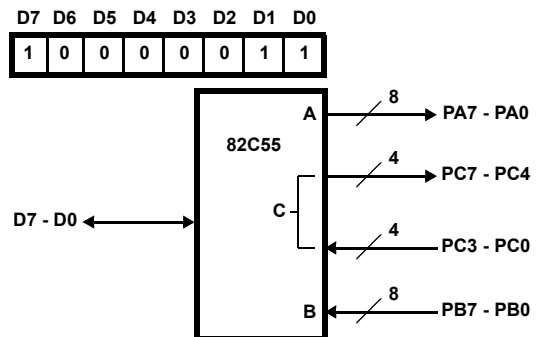 D7 D6 D5 D4 D3 D2 D1 D0
1 0 0 0 0 0 1 1
A 8 PA7 - PA0
82C55
4 PC7 - PC4
C
D7 - D0
4 PC3 - PC0
B 8 PB7 - PB0